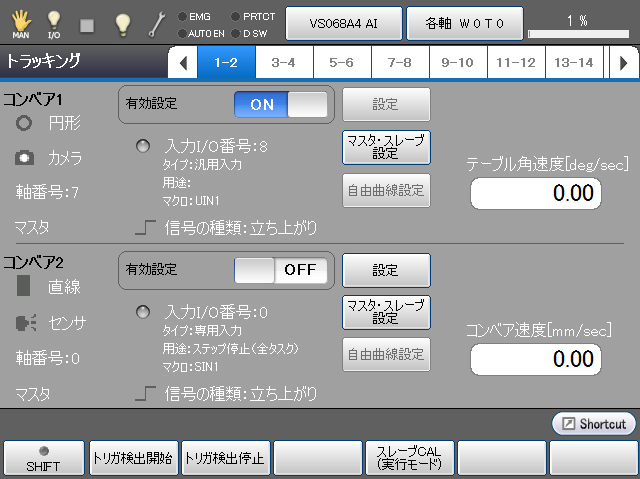 MAN
I/O
EMG
PRTCT
AUTOEN
DSW
VS068A4 AI
各軸 W0T0
1 %
トラッキング
1-2
3-4
5-6
7-8
9-10
11-12
13-14
コンベア1
有効設定
ON
設定
円形
入力I/O番号:8
マスタ・スレーブ
設定
カメラ
タイプ:汎用入力
テーブル角速度[deg/sec]
用途:
軸番号:7
マクロ:UIN1
自由曲線設定
0.00
マスタ
信号の種類:立ち上がり
コンベア2
有効設定
OFF
設定
直線
入力I/O番号:0
マスタ・スレーブ
設定
センサ
タイプ:専用入力
コンベア速度[mm/sec]
用途:ステップ停止(全タスク)
軸番号:0
マクロ:SIN1
自由曲線設定
0.00
マスタ
信号の種類:立ち上がり
Shortcut
SHIFT
トリガ検出開始
トリガ検出停止
スレーブCAL
(実行モード)